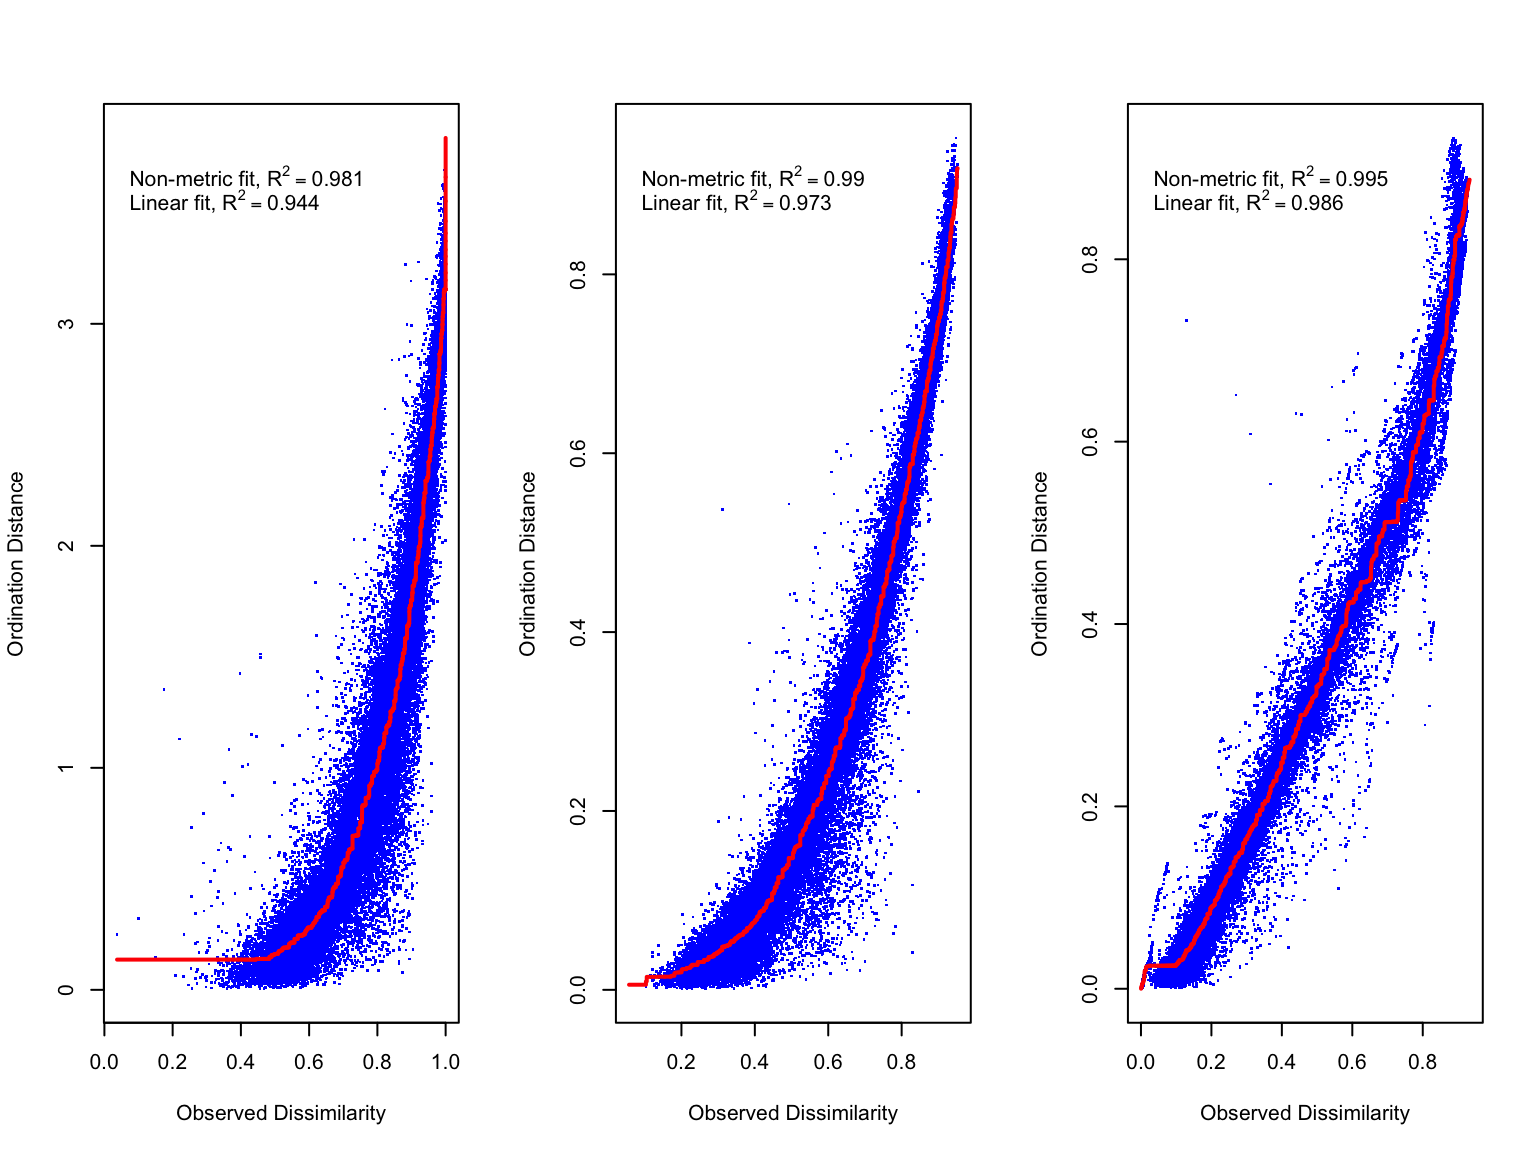 Non-metric fit, R² = 0.981
Linear fit, R² = 0.944
Ordination Distance
0
1
2
3
0.0 0.2 0.4 0.6 0.8 1.0
Observed Dissimilarity
Non-metric fit, R² = 0.99
Linear fit, R² = 0.973
Ordination Distance
0.0
0.2
0.4
0.6
0.8
0.2 0.4 0.6 0.8
Observed Dissimilarity
Non-metric fit, R² = 0.995
Linear fit, R² = 0.986
Ordination Distance
0.0
0.2
0.4
0.6
0.8
0.0 0.2 0.4 0.6 0.8
Observed Dissimilarity